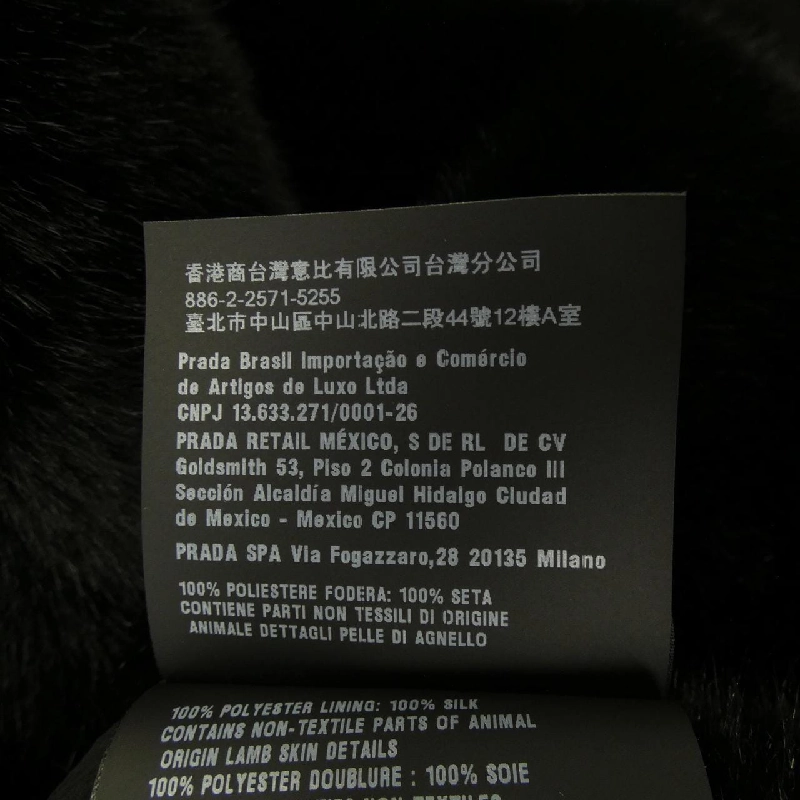 香港商台灣意比有限公司台灣分公司
886-2-2571-5255
臺北市中山區中山北路二段44號12樓A室
Prada Brasil Importação e Comércio
de Artigos de Luxo Ltda
CNPJ 13.633.271/0001-26
PRADA RETAIL MÉXICO, S DE RL DE CV
Goldsmith 53, Piso 2 Colonia Polanco III
Sección Alcaldía Miguel Hidalgo Ciudad
de Mexico - Mexico CP 11560
PRADA SPA Via Fogazzaro,28 20135 Milano
100% POLIESTERE FODERA: 100% SETA
CONTIENE PARTI NON TESSILI DI ORIGINE
ANIMALE DETTAGLI PELLE DI AGNELLO
100% POLYESTER LINING: 100% SILK
CONTAINS NON-TEXTILE PARTS OF ANIMAL
ORIGIN LAMB SKIN DETAILS
100% POLYESTER DOUBLURE : 100% SOIE